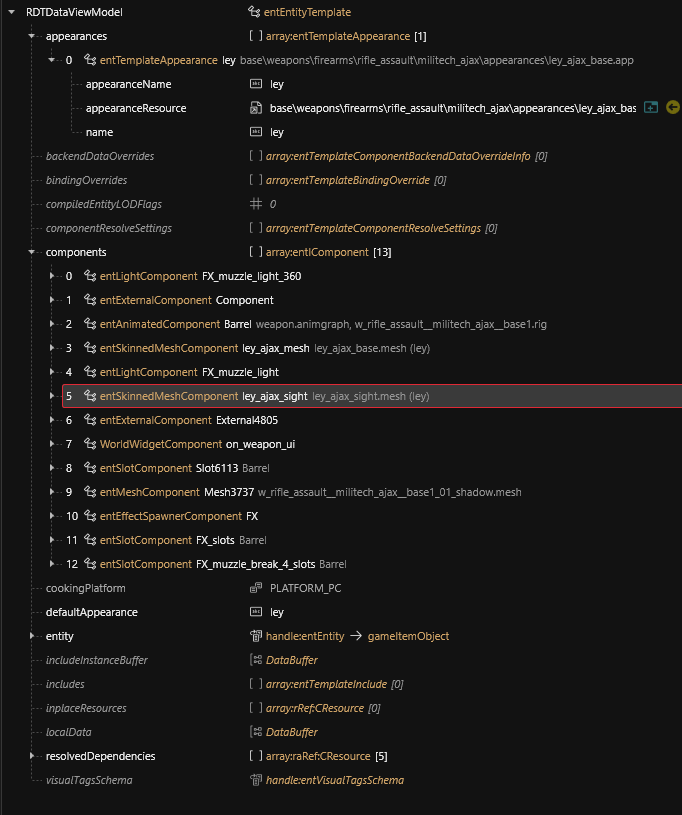 RDTDataViewModel entEntityTemplate
appearances [ ] array:entTemplateAppearance [1]
0 entTemplateAppearance ley base\weapons\firearms\rifle_assault\militech_ajax\appearances\ley_ajax_base.app
appearanceName abc ley
appearanceResource base\weapons\firearms\rifle_assault\militech_ajax\appearances\ley_ajax_bas
name abc ley
backendDataOverrides [ ] array:entTemplateComponentBackendDataOverrideInfo [0]
bindingOverrides [ ] array:entTemplateBindingOverride [0]
compiledEntityLODFlags # 0
componentResolveSettings [ ] array:entTemplateComponentResolveSettings [0]
components [ ] array:entIComponent [13]
0 entLightComponent FX_muzzle_light_360
1 entExternalComponent Component
2 entAnimatedComponent Barrel weapon.animgraph, w_rifle_assault__militech_ajax__base1.rig
3 entSkinnedMeshComponent ley_ajax_mesh ley_ajax_base.mesh (ley)
4 entLightComponent FX_muzzle_light
5 entSkinnedMeshComponent ley_ajax_sight ley_ajax_sight.mesh (ley)
6 entExternalComponent External4805
7 WorldWidgetComponent on_weapon_ui
8 entSlotComponent Slot6113 Barrel
9 entMeshComponent Mesh3737 w_rifle_assault__militech_ajax__base1_01_shadow.mesh
10 entEffectSpawnerComponent FX
11 entSlotComponent FX_slots Barrel
12 entSlotComponent FX_muzzle_break_4_slots Barrel
cookingPlatform PLATFORM_PC
defaultAppearance abc ley
entity handle:entEntity → gameItemObject
includeInstanceBuffer DataBuffer
includes [ ] array:entTemplateInclude [0]
inplaceResources [ ] array:rRef:CResource [0]
localData DataBuffer
resolvedDependencies [ ] array:raRef:CResource [5]
visualTagsSchema handle:entVisualTagsSchema